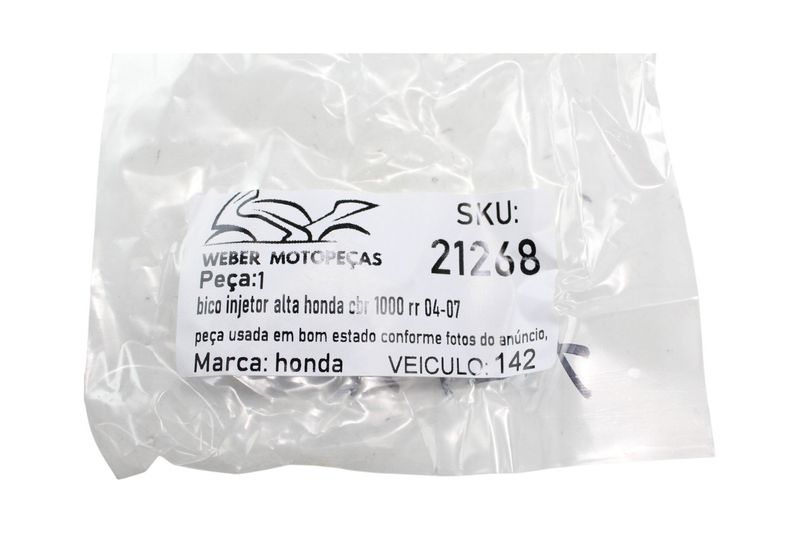 WEBER MOTOPEÇAS
SKU:
21268
Peça:1
bico injetor alta honda cbr 1000 rr 04-07
peça usada em bom estado conforme fotos do anúncio,
Marca: honda VEICULO: 142